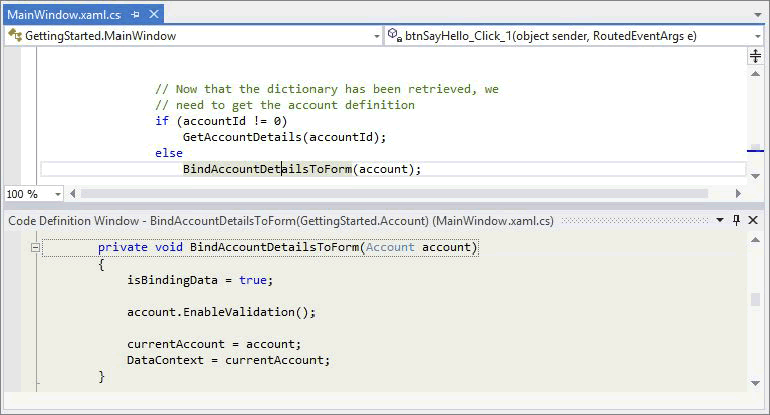 MainWindow.xaml.cs
GettingStarted.MainWindow
btnSayHello_Click_1(object sender, RoutedEventArgs e)
// Now that the dictionary has been retrieved, we
// need to get the account definition
if (accountId != 0)
GetAccountDetails(accountId);
else
BindAccountDetailsToForm(account);
100 %
Code Definition Window - BindAccountDetailsToForm(GettingStarted.Account) (MainWindow.xaml.cs)
private void BindAccountDetailsToForm(Account account)
{
isBindingData = true;
account.EnableValidation();
currentAccount = account;
DataContext = currentAccount;
}